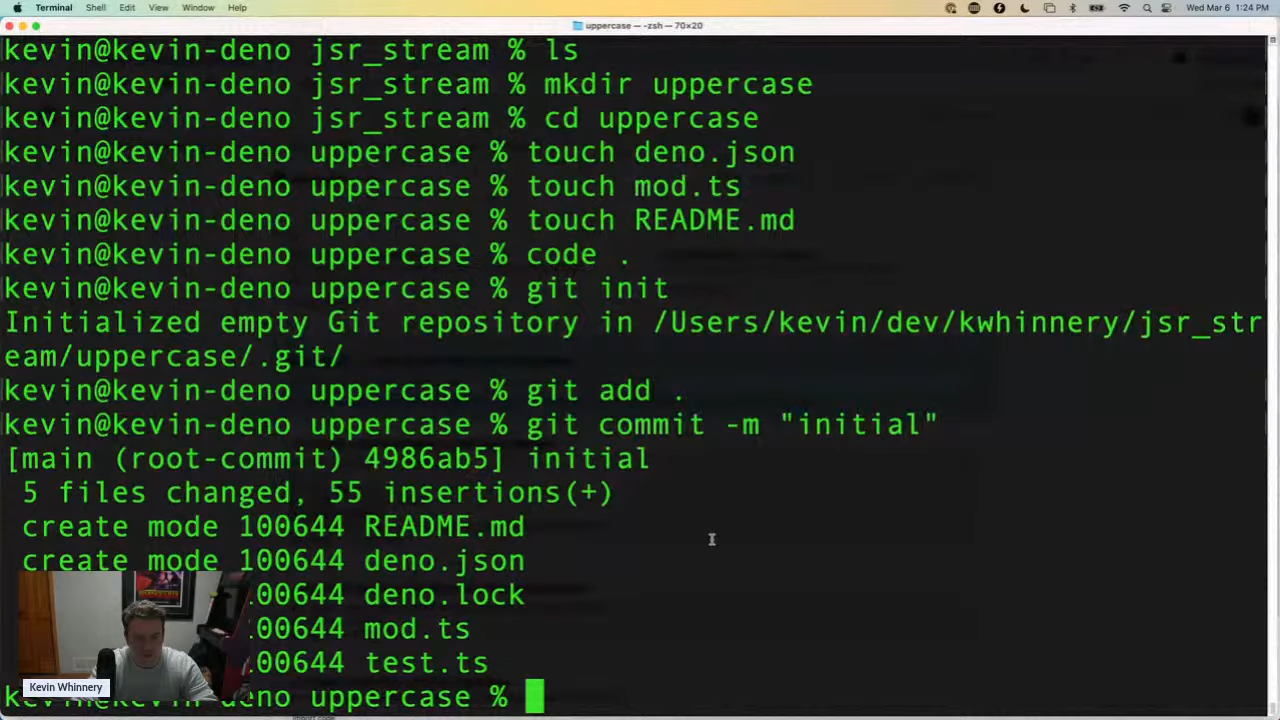 Terminal Shell Edit View Window Help Wed Mar 6 1:24 PM
uppercase — -zsh — 70×20
kevin@kevin-deno jsr_stream % ls
kevin@kevin-deno jsr_stream % mkdir uppercase
kevin@kevin-deno jsr_stream % cd uppercase
kevin@kevin-deno uppercase % touch deno.json
kevin@kevin-deno uppercase % touch mod.ts
kevin@kevin-deno uppercase % touch README.md
kevin@kevin-deno uppercase % code .
kevin@kevin-deno uppercase % git init
Initialized empty Git repository in /Users/kevin/dev/kwhinnery/jsr_str
eam/uppercase/.git/
kevin@kevin-deno uppercase % git add .
kevin@kevin-deno uppercase % git commit -m "initial"
[main (root-commit) 4986ab5] initial
5 files changed, 55 insertions(+)
create mode 100644 README.md
create mode 100644 deno.json
100644 deno.lock
100644 mod.ts
100644 test.ts
Kevin Whinnery
kevin@kevin-deno uppercase %